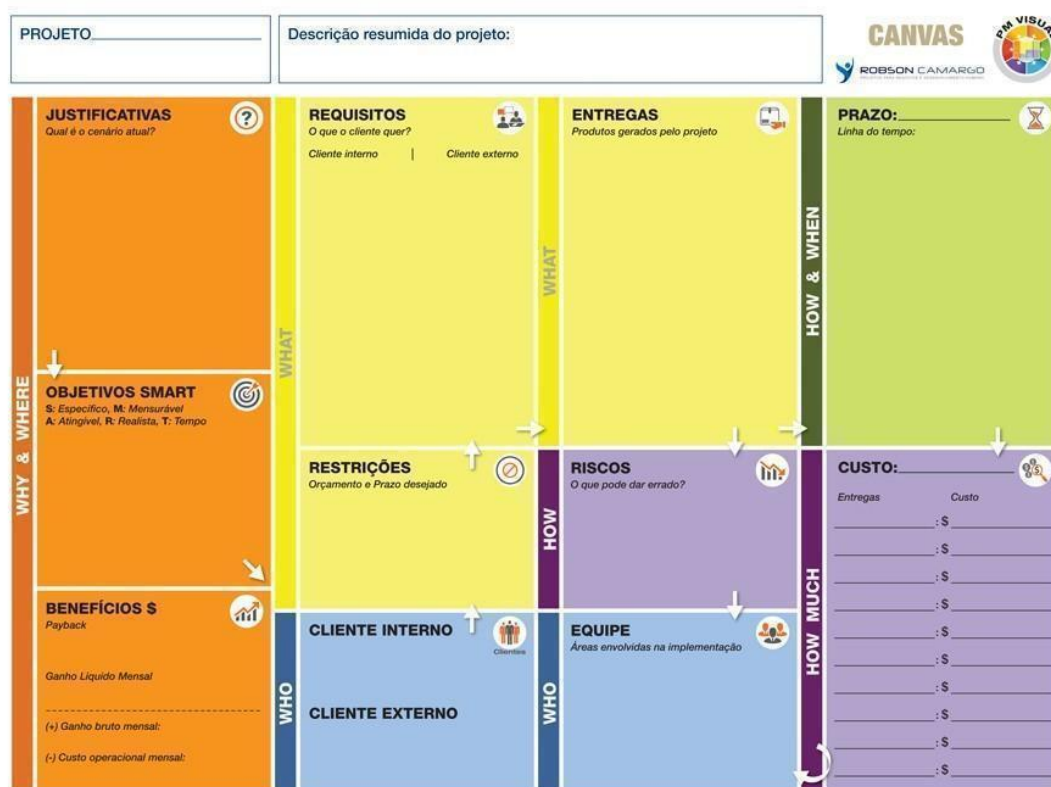 PROJETO
Descrição resumida do projeto:
CANVAS
PM VISUAL
ROBSON CAMARGO
WHY & WHERE
JUSTIFICATIVAS
Qual é o cenário atual?
OBJETIVOS SMART
S: Específico, M: Mensurável
A: Atingível, R: Realista, T: Tempo
BENEFÍCIOS $
Payback
Ganho Liquido Mensal
(+) Ganho bruto mensal:
(-) Custo operacional mensal:
WHAT
REQUISITOS
O que o cliente quer?
Cliente interno | Cliente externo
RESTRIÇÕES
Orçamento e Prazo desejado
WHO
CLIENTE INTERNO
Clientes
CLIENTE EXTERNO
WHAT
ENTREGAS
Produtos gerados pelo projeto
HOW
RISCOS
O que pode dar errado?
WHO
EQUIPE
Áreas envolvidas na implementação
HOW & WHEN
PRAZO:
Linha do tempo:
HOW MUCH
CUSTO:
Entregas Custo
: $
: $
: $
: $
: $
: $
: $
: $
: $
: $